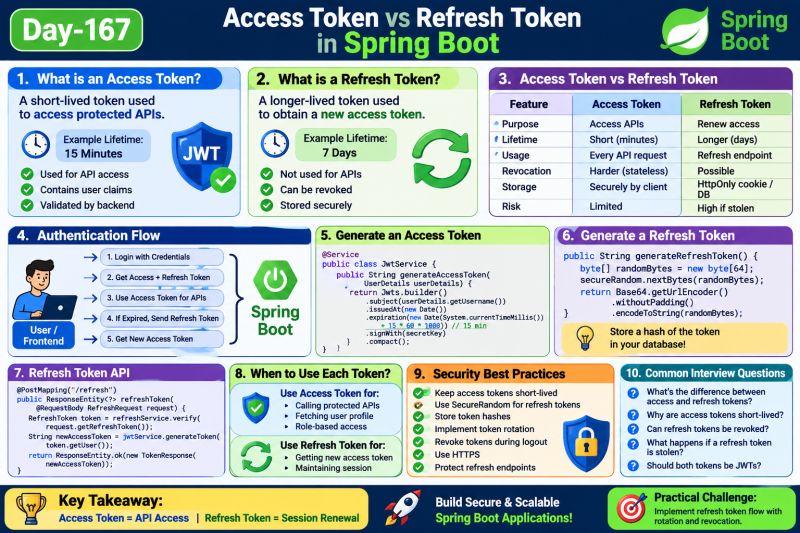 Day-167
Access Token vs Refresh Token
in Spring Boot
Spring
Boot
1. What is an Access Token?
A short-lived token used
to access protected APIs.
Example Lifetime:
15 Minutes
JWT
Used for API access
Contains user claims
Validated by backend
2. What is a Refresh Token?
A longer-lived token used
to obtain a new access token.
Example Lifetime:
7 Days
Not used for APIs
Can be revoked
Stored securely
3. Access Token vs Refresh Token
Feature Access Token Refresh Token
Purpose Access APIs Renew access
Lifetime Short (minutes) Longer (days)
Usage Every API request Refresh endpoint
Revocation Harder (stateless) Possible
Storage Securely by client HttpOnly cookie / DB
Risk Limited High if stolen
4. Authentication Flow
User /
Frontend
1. Login with Credentials
2. Get Access + Refresh Token
3. Use Access Token for APIs
4. If Expired, Send Refresh Token
5. Get New Access Token
Spring
Boot
5. Generate an Access Token
@Service
public class JwtService {
public String generateAccessToken(
UserDetails userDetails) {
return Jwts.builder()
.subject(userDetails.getUsername())
.issuedAt(new Date())
.expiration(new Date(System.currentTimeMillis()
+ 15 * 60 * 1000)) // 15 min
.signWith(secretKey)
.compact();
} }
6. Generate a Refresh Token
public String generateRefreshToken() {
byte[] randomBytes = new byte[64];
secureRandom.nextBytes(randomBytes);
return Base64.getUrlEncoder()
.withoutPadding()
.encodeToString(randomBytes);
}
Store a hash of the token
in your database!
7. Refresh Token API
@PostMapping("/refresh")
public ResponseEntity<?> refreshToken(
@RequestBody RefreshRequest request) {
RefreshToken token = refreshService.verify(
request.getRefreshToken());
String newAccessToken = jwtService.generateToken(
token.getUser());
return ResponseEntity.ok(new TokenResponse(
newAccessToken));
}
8. When to Use Each Token?
Use Access Token for:
• Calling protected APIs
• Fetching user profile
• Role-based access
Use Refresh Token for:
• Getting new access token
• Maintaining session
9. Security Best Practices
Keep access tokens short-lived
Use SecureRandom for refresh tokens
Store token hashes
Implement token rotation
Revoke tokens during logout
Use HTTPS
Protect refresh endpoints
10. Common Interview Questions
? What's the difference between
access and refresh tokens?
? Why are access tokens short-lived?
? Can refresh tokens be revoked?
? What happens if a refresh token
is stolen?
? Should both tokens be JWTs?
Key Takeaway:
Access Token = API Access | Refresh Token = Session Renewal
Build Secure & Scalable
Spring Boot Applications!
Practical Challenge:
Implement refresh token flow with
rotation and revocation.